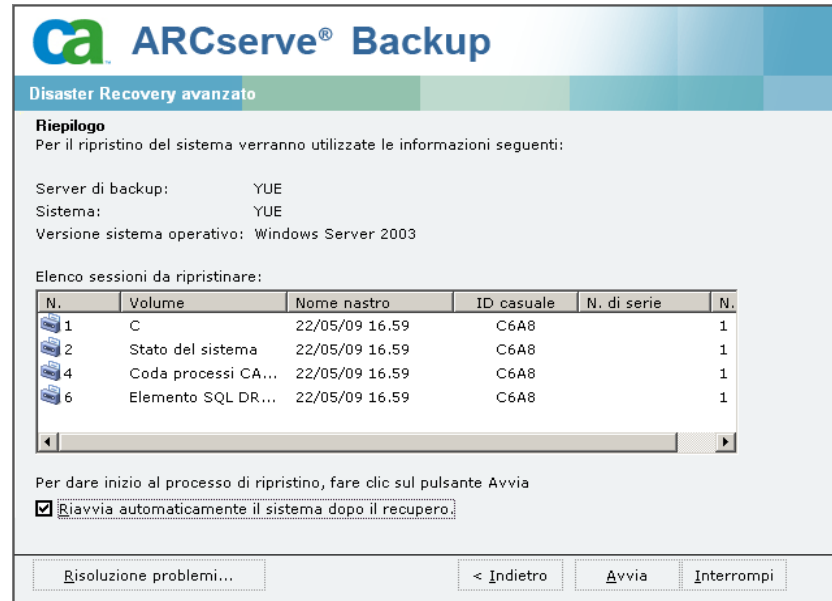 ca ARCserve® Backup
Disaster Recovery avanzato
Riepilogo
Per il ripristino del sistema verranno utilizzate le informazioni seguenti:
Server di backup: YUE
Sistema: YUE
Versione sistema operativo: Windows Server 2003
Elenco sessioni da ripristinare:
N. Volume Nome nastro ID casuale N. di serie N.
1 C 22/05/09 16.59 C6A8 1
2 Stato del sistema 22/05/09 16.59 C6A8 1
4 Coda processi CA... 22/05/09 16.59 C6A8 1
6 Elemento SQL DR... 22/05/09 16.59 C6A8 1
Per dare inizio al processo di ripristino, fare clic sul pulsante Avvia
Riavvia automaticamente il sistema dopo il recupero.
Risoluzione problemi... < Indietro Avvia Interrompi